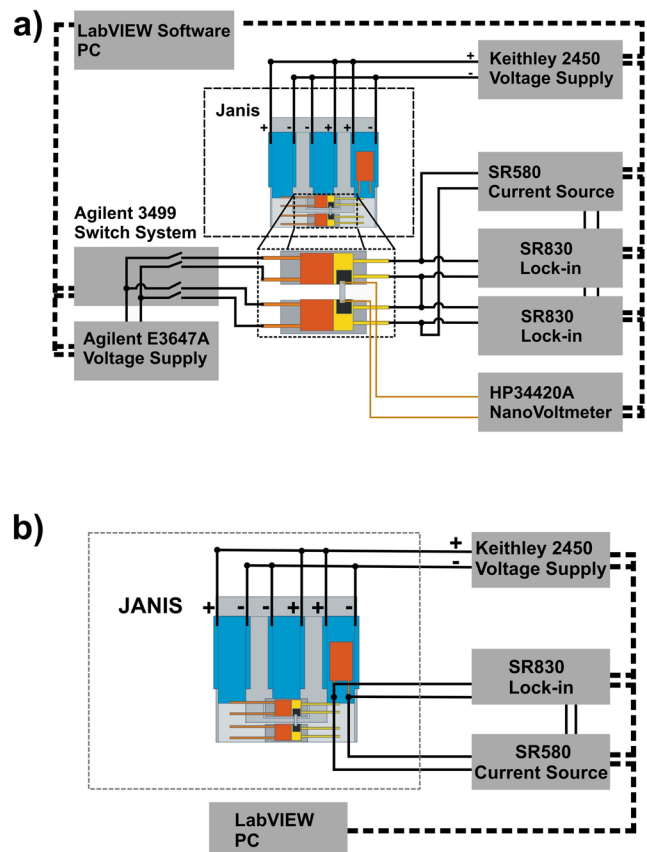 a)
LabVIEW Software
PC
+
-
Keithley 2450
Voltage Supply
Janis
+ - - + + -
SR580
Current Source
Agilent 3499
Switch System
SR830
Lock-in
SR830
Lock-in
Agilent E3647A
Voltage Supply
HP34420A
NanoVoltmeter
b)
+
-
Keithley 2450
Voltage Supply
JANIS
+ - - + + -
SR830
Lock-in
SR580
Current Source
LabVIEW
PC